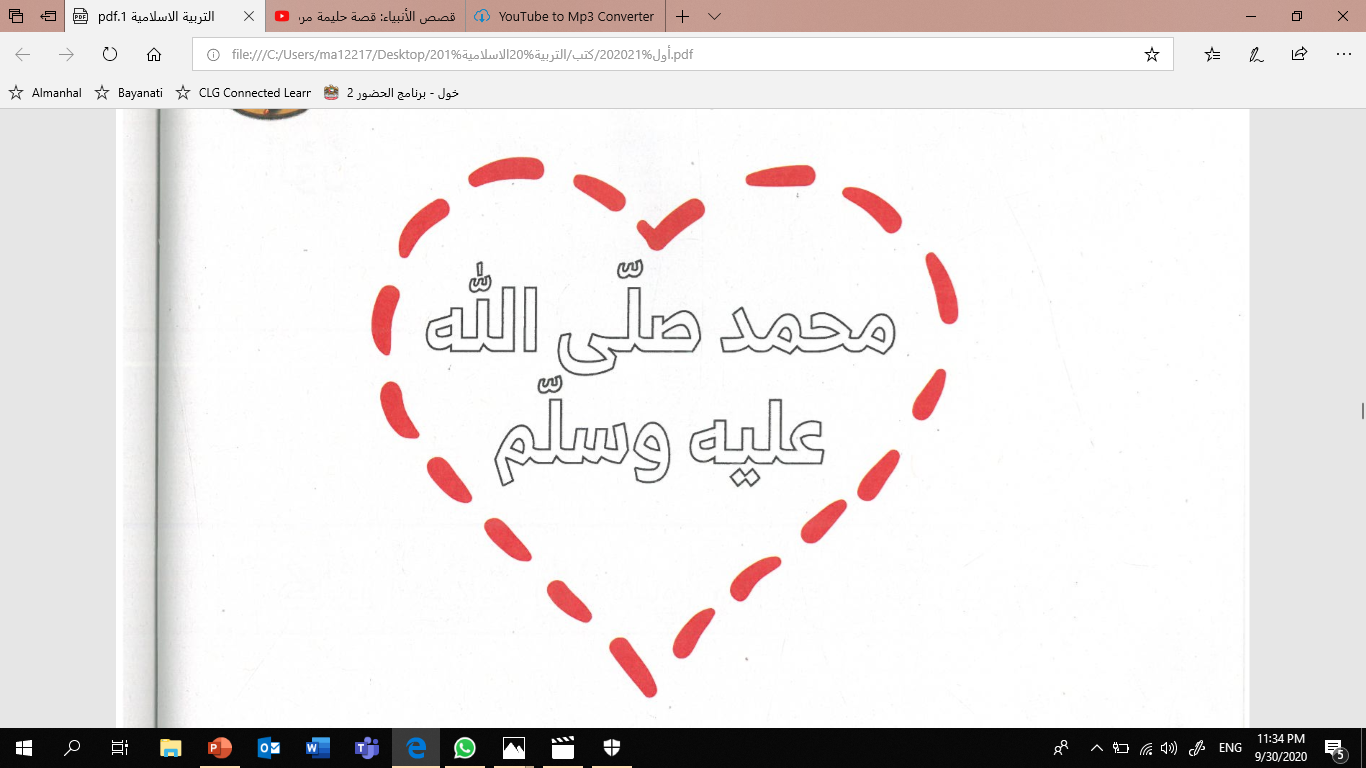 التربية الاسلامية 1.pdf
قصص الأنبياء: قصة حليمة مر
YouTube to Mp3 Converter
file:///C:/Users/ma12217/Desktop/201%كتب/التربية%20الاسلامية/202021%أول.pdf
Almanhal
Bayanati
CLG Connected Learr
خول - برنامج الحضور 2
محمد صلّى اللّٰه
عليه وسلّم
ENG
11:34 PM
9/30/2020
5